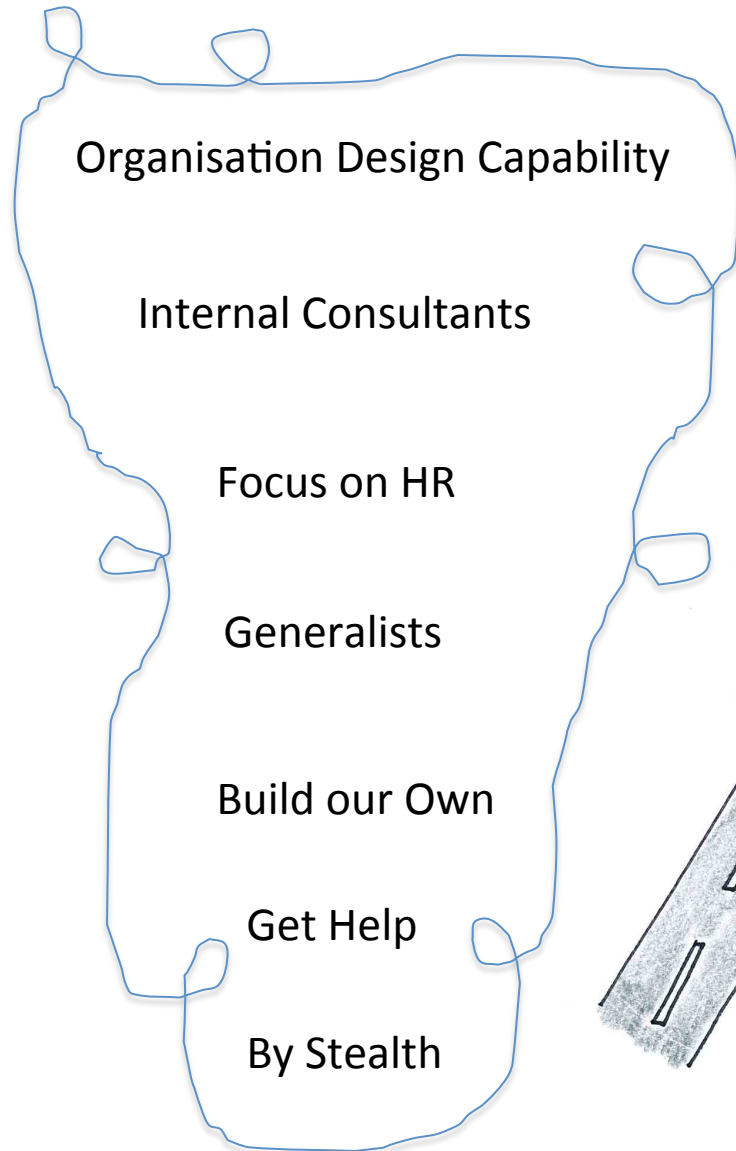 Organisation Design Capability
Internal Consultants
Focus on HR
Generalists
Build our Own
Get Help
By Stealth